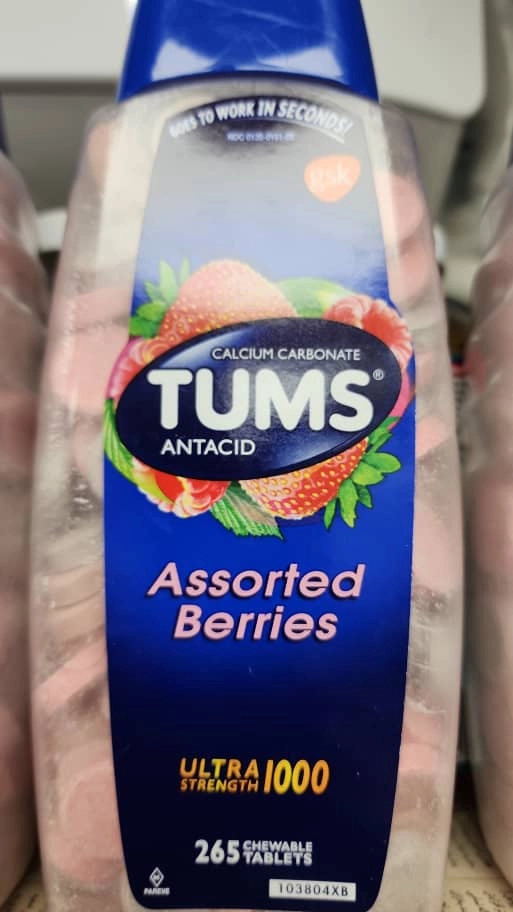 GOES TO WORK IN SECONDS!
gsk
CALCIUM CARBONATE
TUMS®
ANTACID
Assorted
Berries
ULTRA
STRENGTH 1000
265 CHEWABLE
TABLETS
PAREVE
103804XB